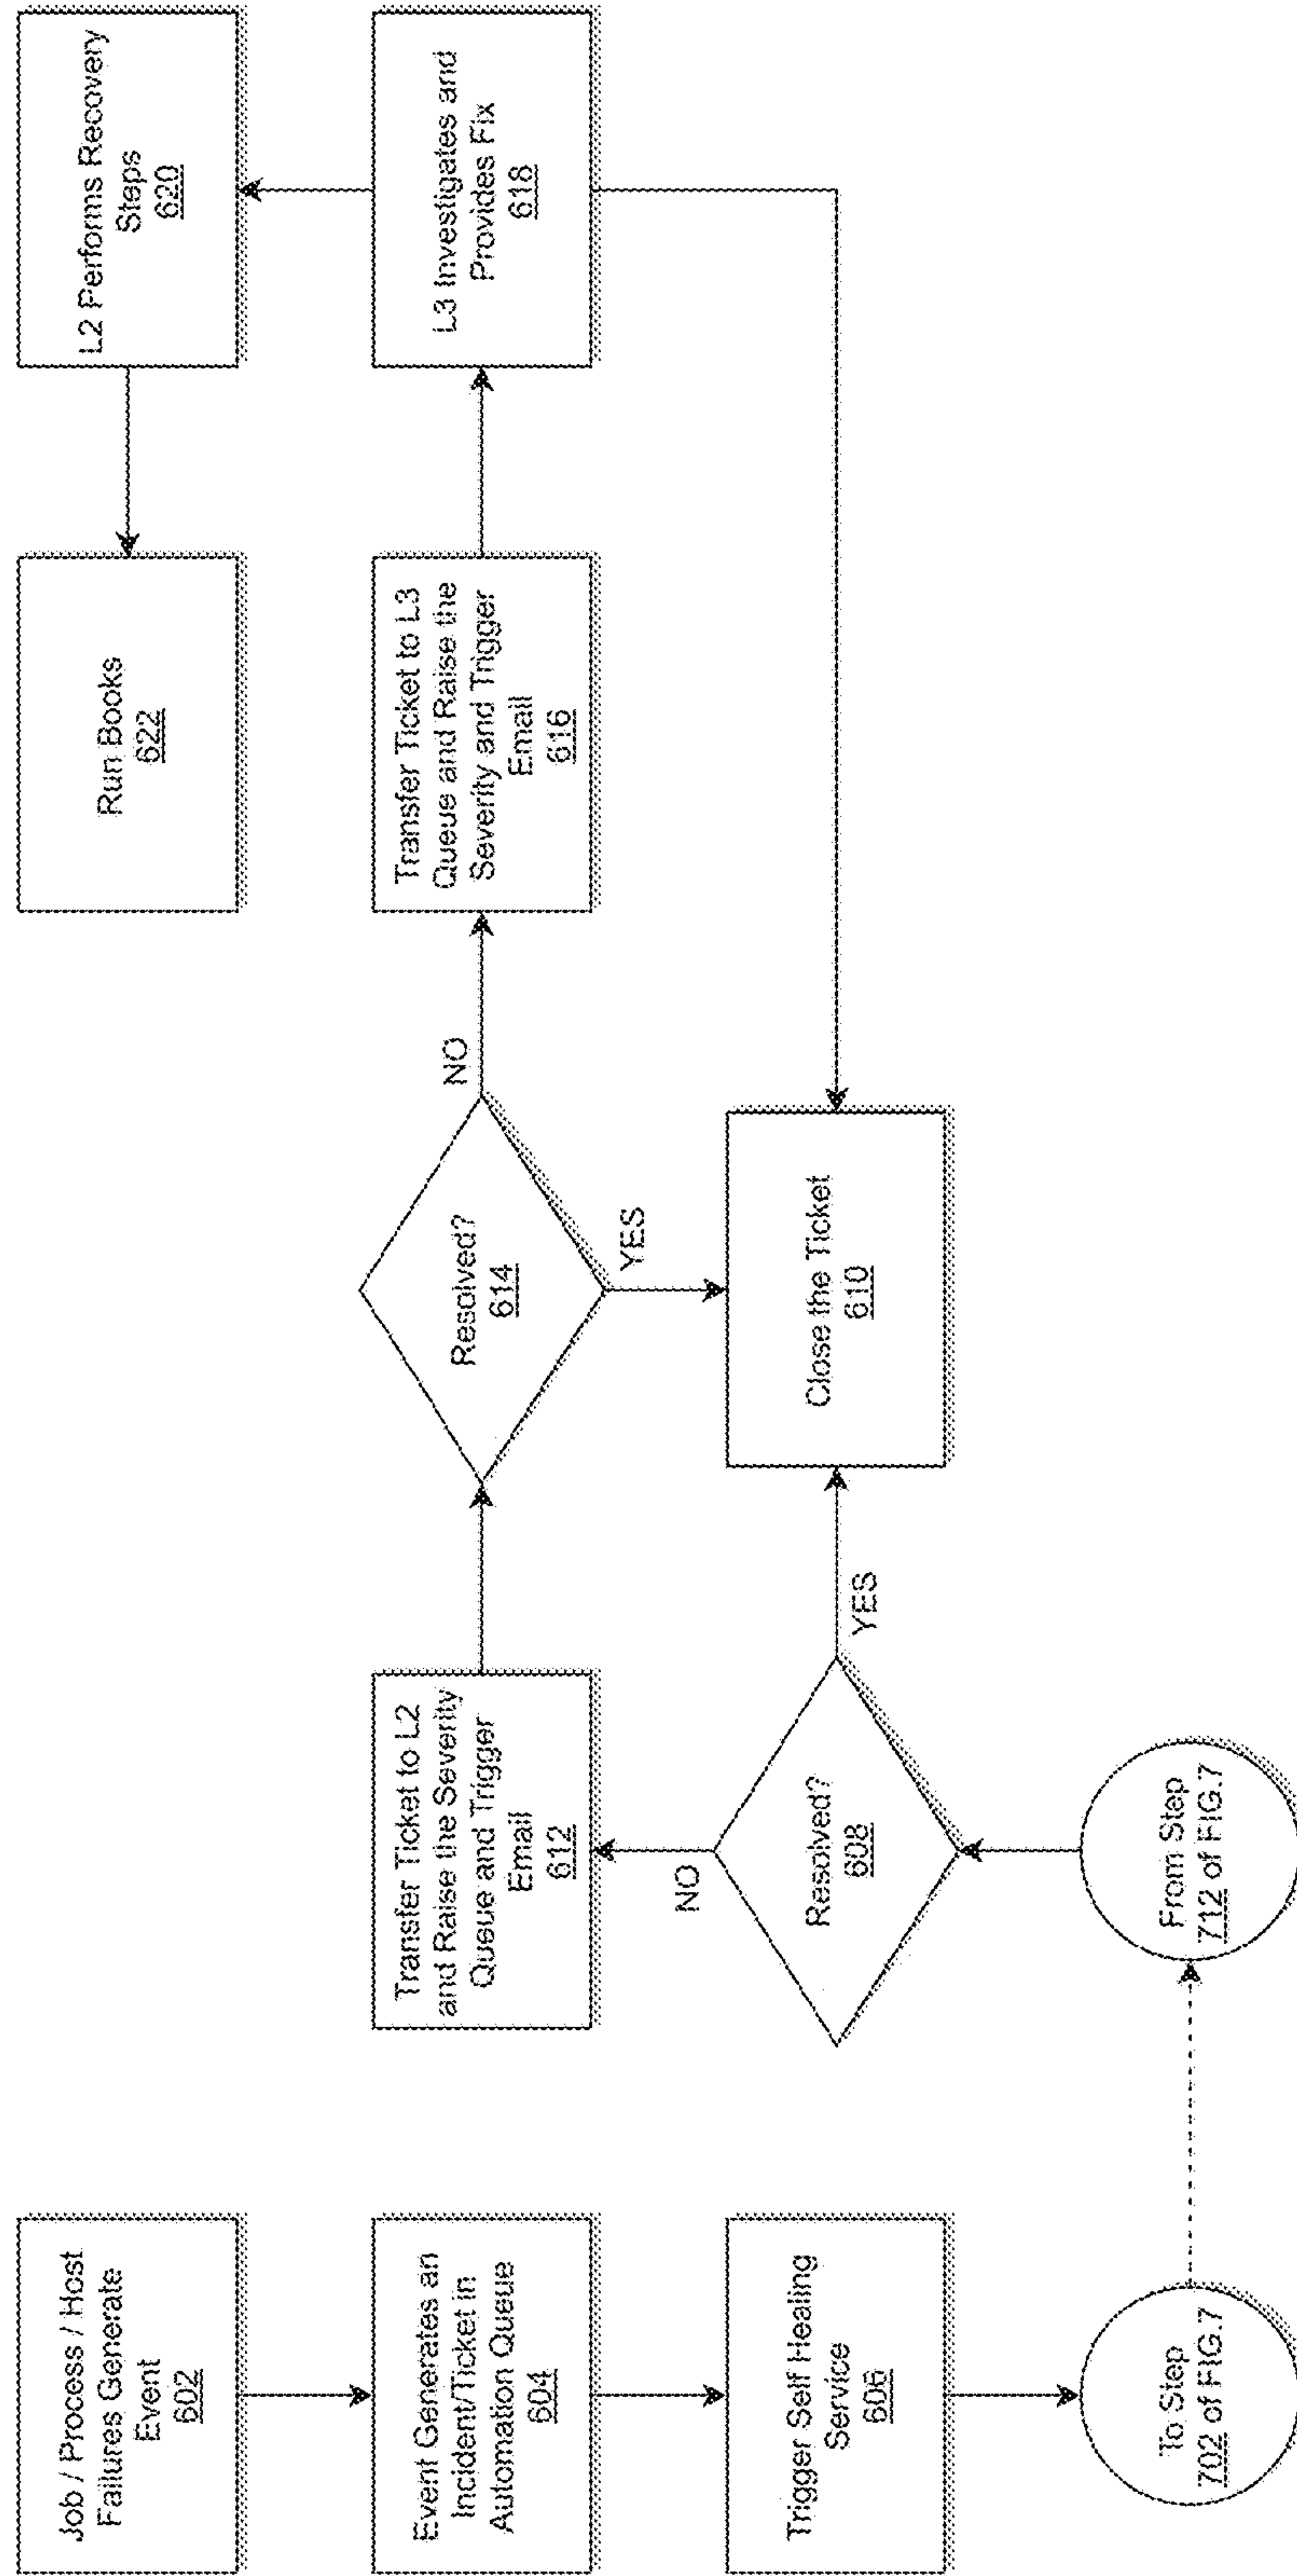 Job / Process / Host
Failures Generate
Event
602
Event Generates an
Incident/Ticket in
Automation Queue
604
Trigger Self Healing
Service
606
To Step
702 of FIG.7
From Step
712 of FIG.7
Resolved?
608
NO
YES
Transfer Ticket to L2
and Raise the Severity
Queue and Trigger
Email
612
Resolved?
614
NO
YES
Close the Ticket
610
Transfer Ticket to L3
Queue and Raise the
Severity and Trigger
Email
616
L3 Investigates and
Provides Fix
618
L2 Performs Recovery
Steps
620
Run Books
622